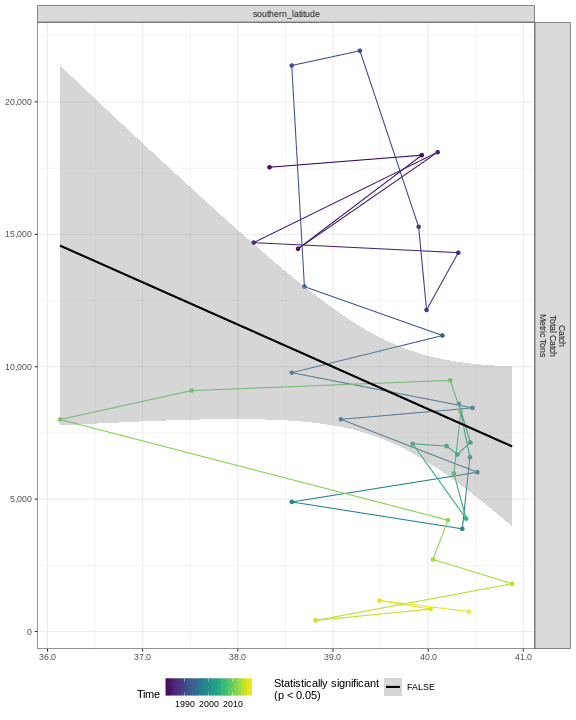 southern_latitude
20,000
15,000
10,000
5,000
0
Catch
Total Catch
Metric Tons
36.0 37.0 38.0 39.0 40.0 41.0
Time
1990 2000 2010
Statistically significant
(p < 0.05)
FALSE